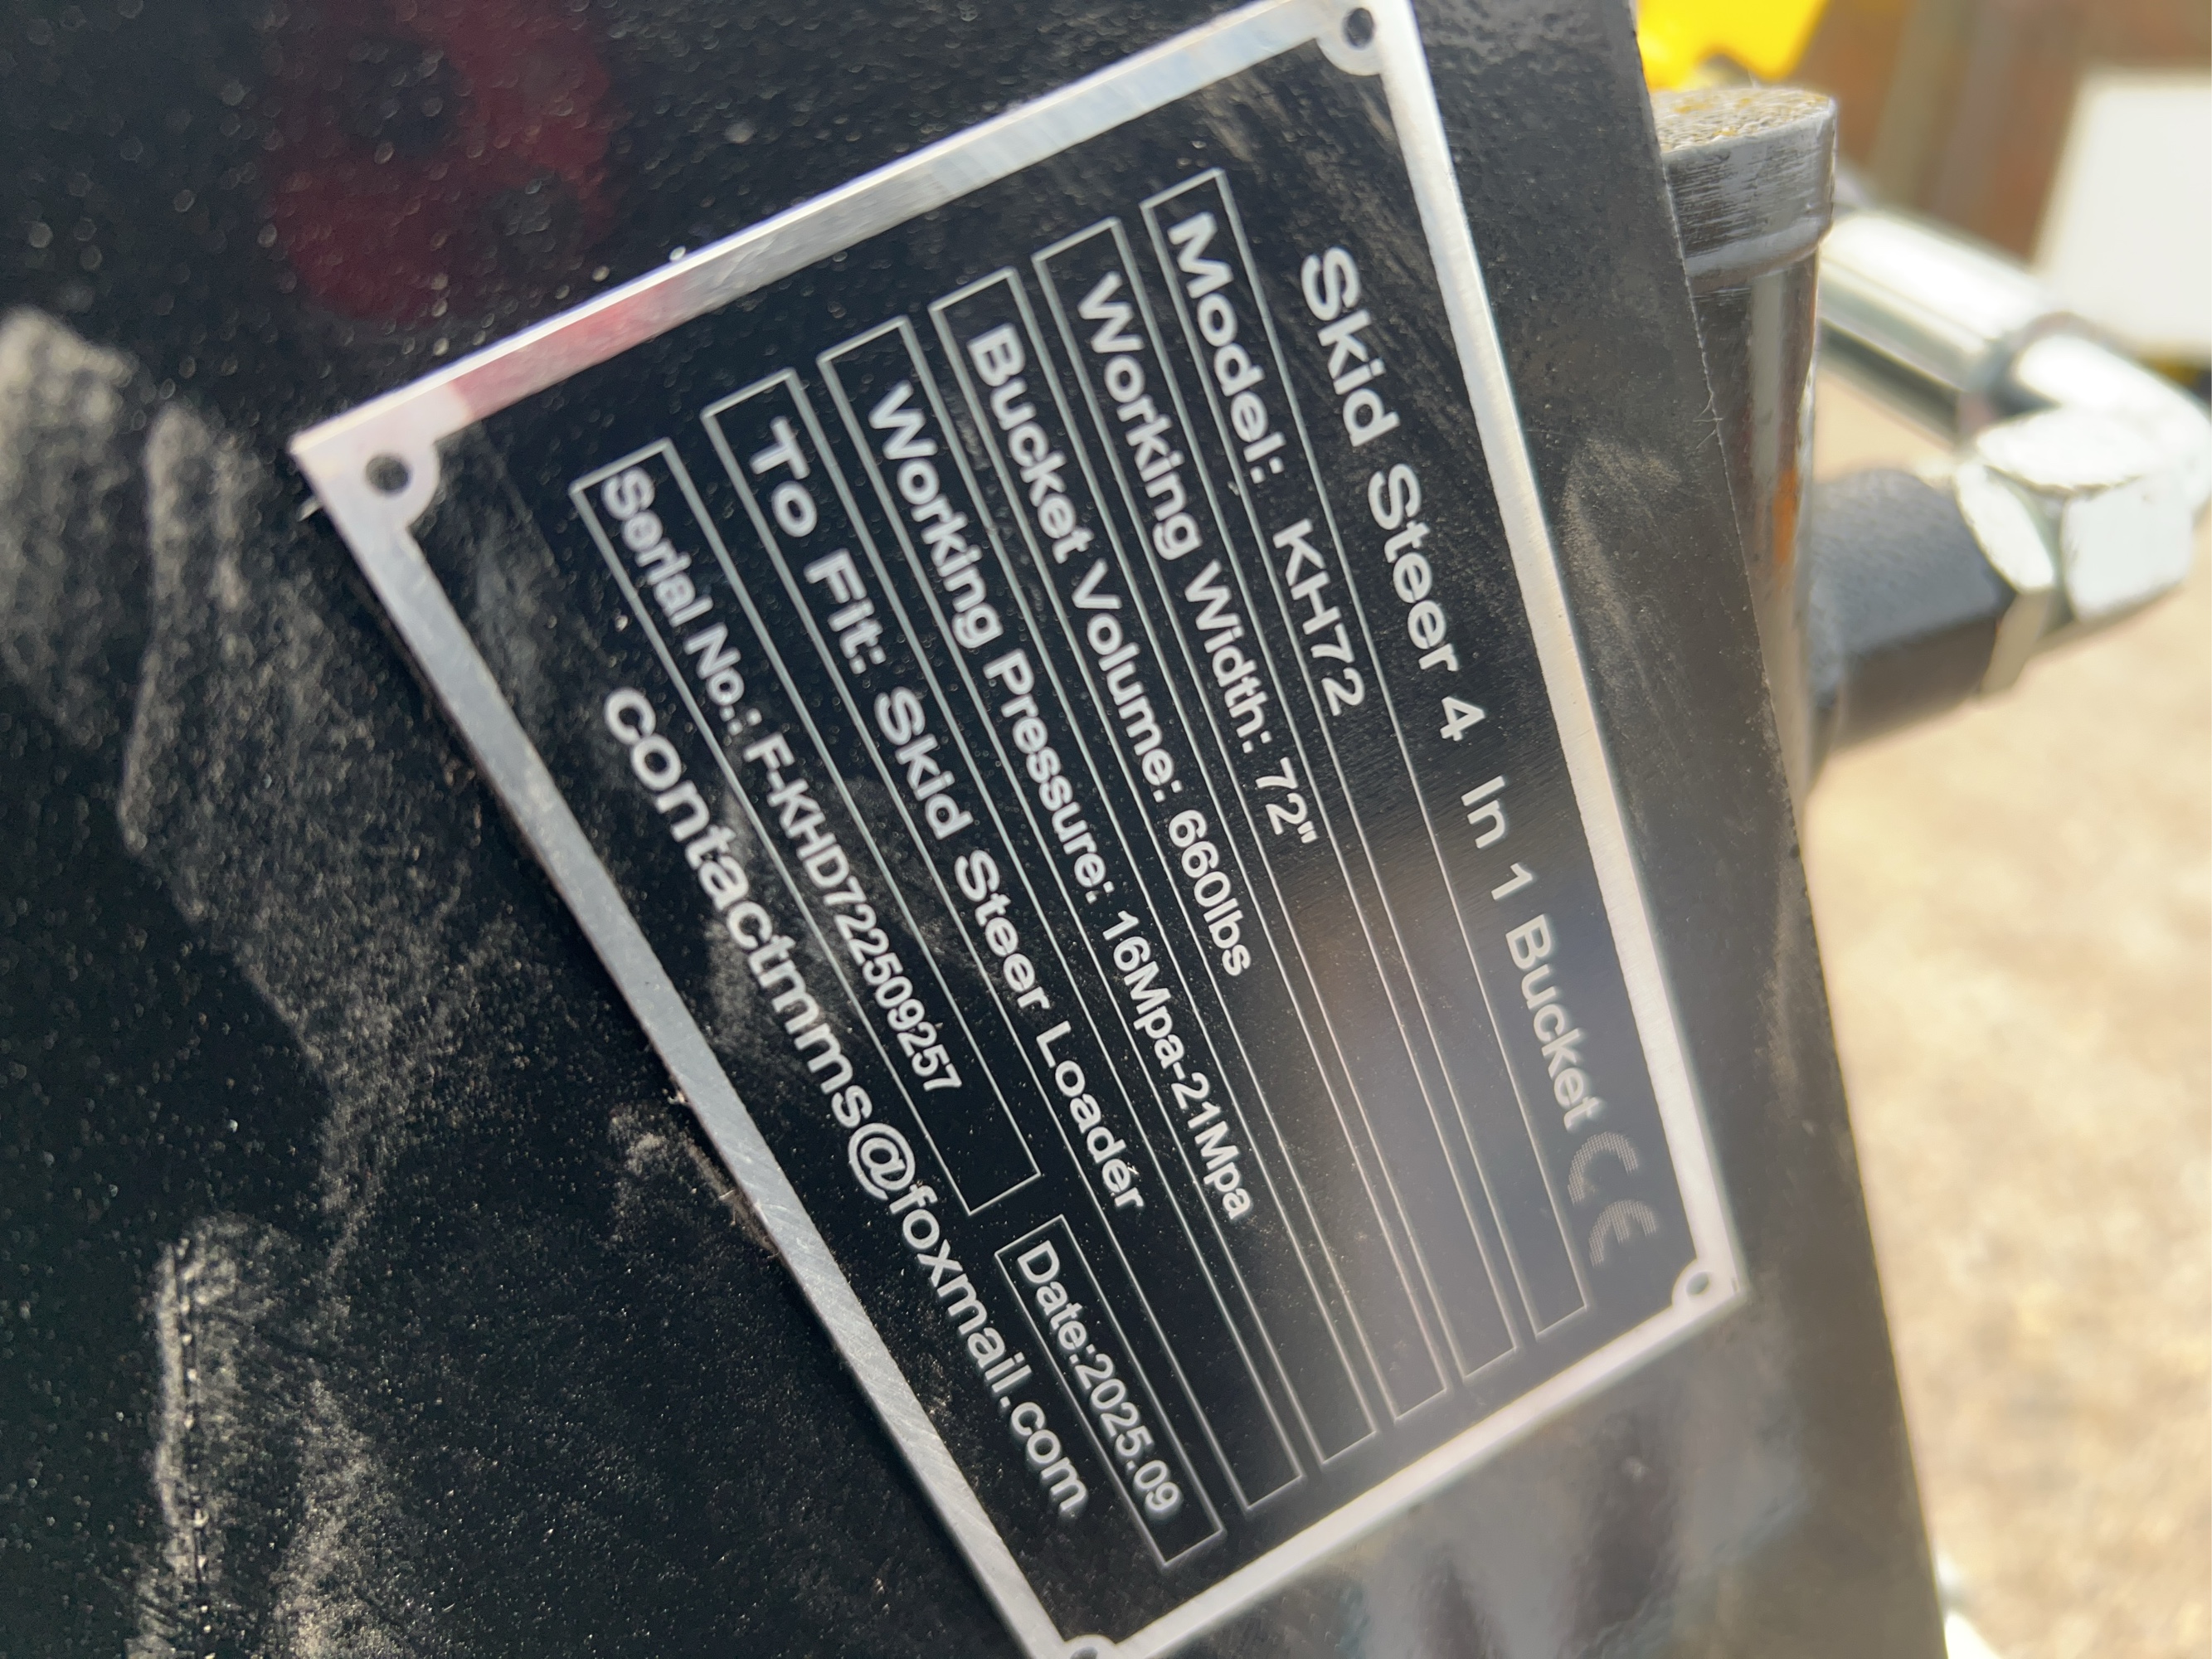 Skid Steer 4 In 1 Bucket CE
Model: KH72
Working Width: 72"
Bucket Volume: 660lbs
Working Pressure: 16Mpa-21Mpa
To Fit: Skid Steer Loader
Serial No.: F-KHD722509257
Date:2025.09
contactmms@foxmail.com